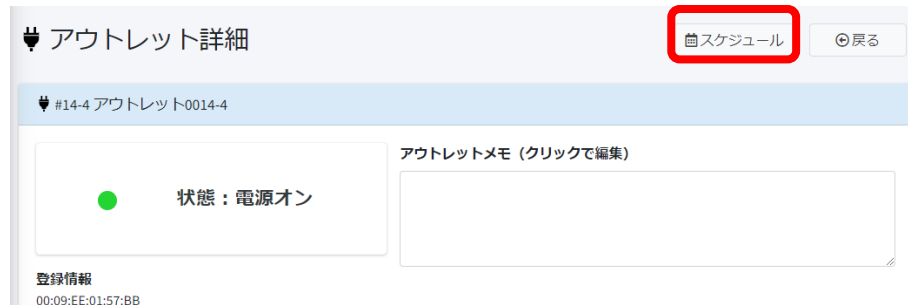 アウトレット詳細
スケジュール
戻る
#14-4 アウトレット0014-4
状態：電源オン
アウトレットメモ（クリックで編集）
登録情報
00:09:EE:01:57:BB